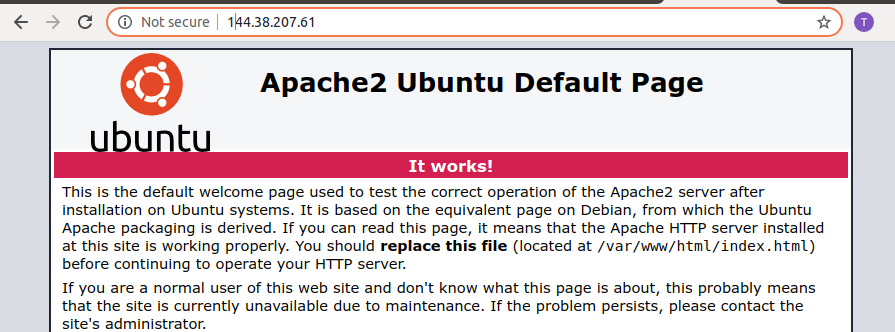 Not secure 144.38.207.61
T
Apache2 Ubuntu Default Page
ubuntu
It works!
This is the default welcome page used to test the correct operation of the Apache2 server after
installation on Ubuntu systems. It is based on the equivalent page on Debian, from which the Ubuntu
Apache packaging is derived. If you can read this page, it means that the Apache HTTP server installed
at this site is working properly. You should replace this file (located at /var/www/html/index.html)
before continuing to operate your HTTP server.
If you are a normal user of this web site and don't know what this page is about, this probably means
that the site is currently unavailable due to maintenance. If the problem persists, please contact the
site's administrator.